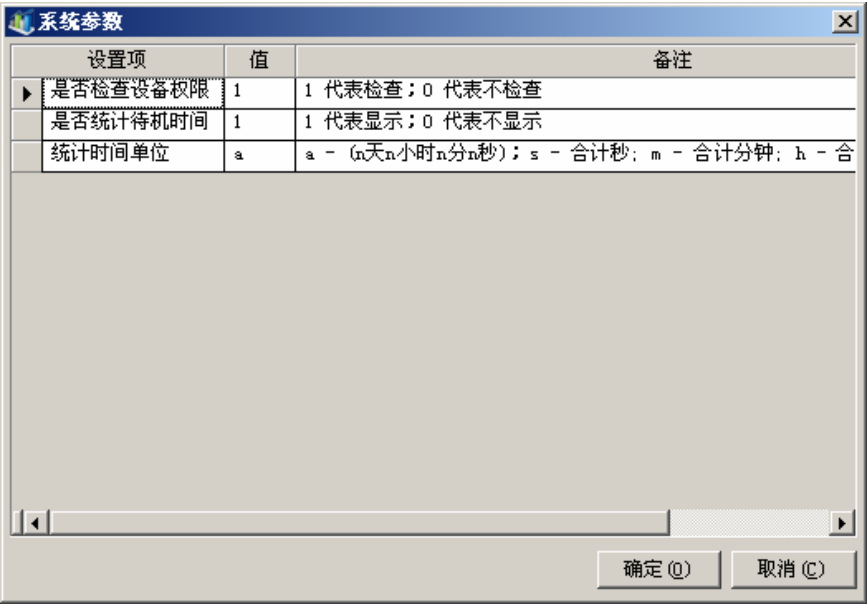 系统参数
设置项 值 备注
是否检查设备权限 1 1 代表检查；0 代表不检查
是否统计待机时间 1 1 代表显示；0 代表不显示
统计时间单位 a a - (n天n小时n分n秒)；s - 合计秒; m - 合计分钟; h - 合
确定(O) 取消(C)